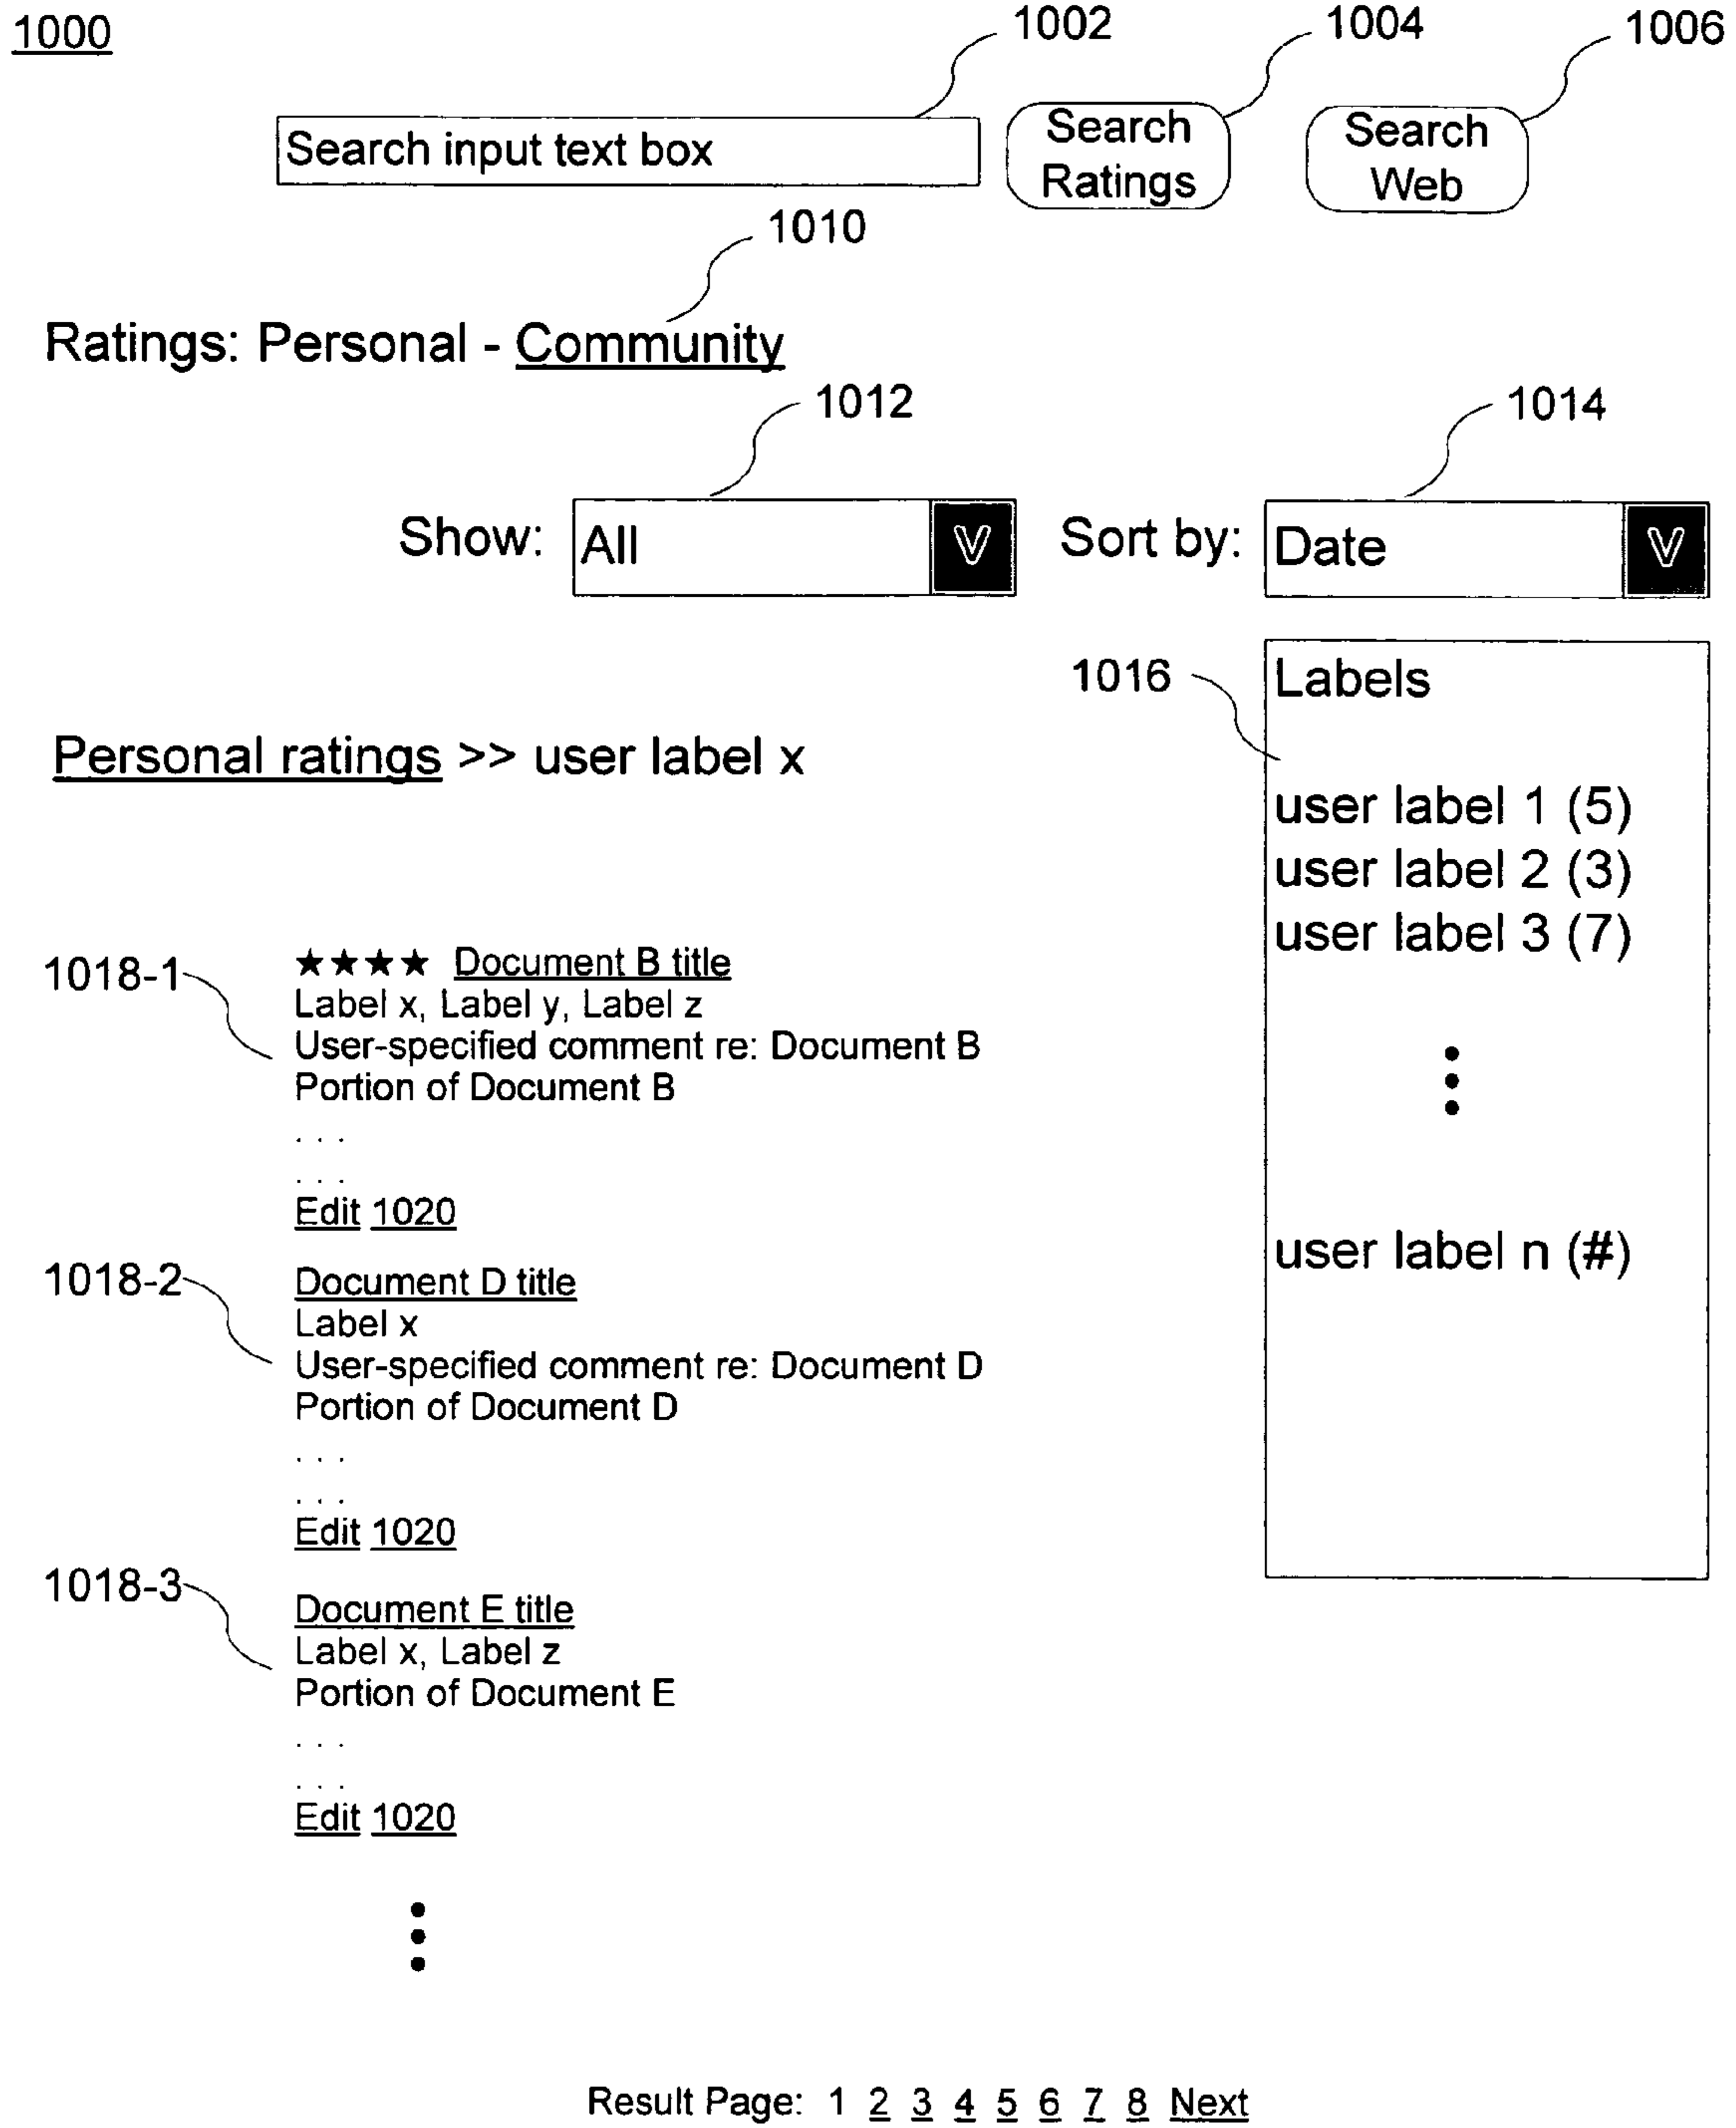 1000
1002
1004
1006
Search input text box
Search
Ratings
Search
Web
1010
Ratings: Personal - Community
1012
1014
Show: All V
Sort by: Date V
1016
Labels
Personal ratings >> user label x
user label 1 (5)
user label 2 (3)
user label 3 (7)
user label n (#)
1018-1
★★★★ Document B title
Label x, Label y, Label z
User-specified comment re: Document B
Portion of Document B
. . .
. . .
Edit 1020
1018-2
Document D title
Label x
User-specified comment re: Document D
Portion of Document D
. . .
. . .
Edit 1020
1018-3
Document E title
Label x, Label z
Portion of Document E
. . .
. . .
Edit 1020
Result Page: 1 2 3 4 5 6 7 8 Next